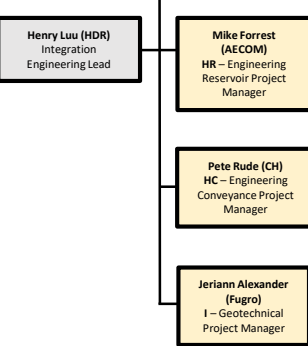 Henry Luu (HDR)
Integration
Engineering Lead
Mike Forrest
(AECOM)
HR – Engineering
Reservoir Project
Manager
Pete Rude (CH)
HC – Engineering
Conveyance Project
Manager
Jeriann Alexander
(Fugro)
I – Geotechnical
Project Manager